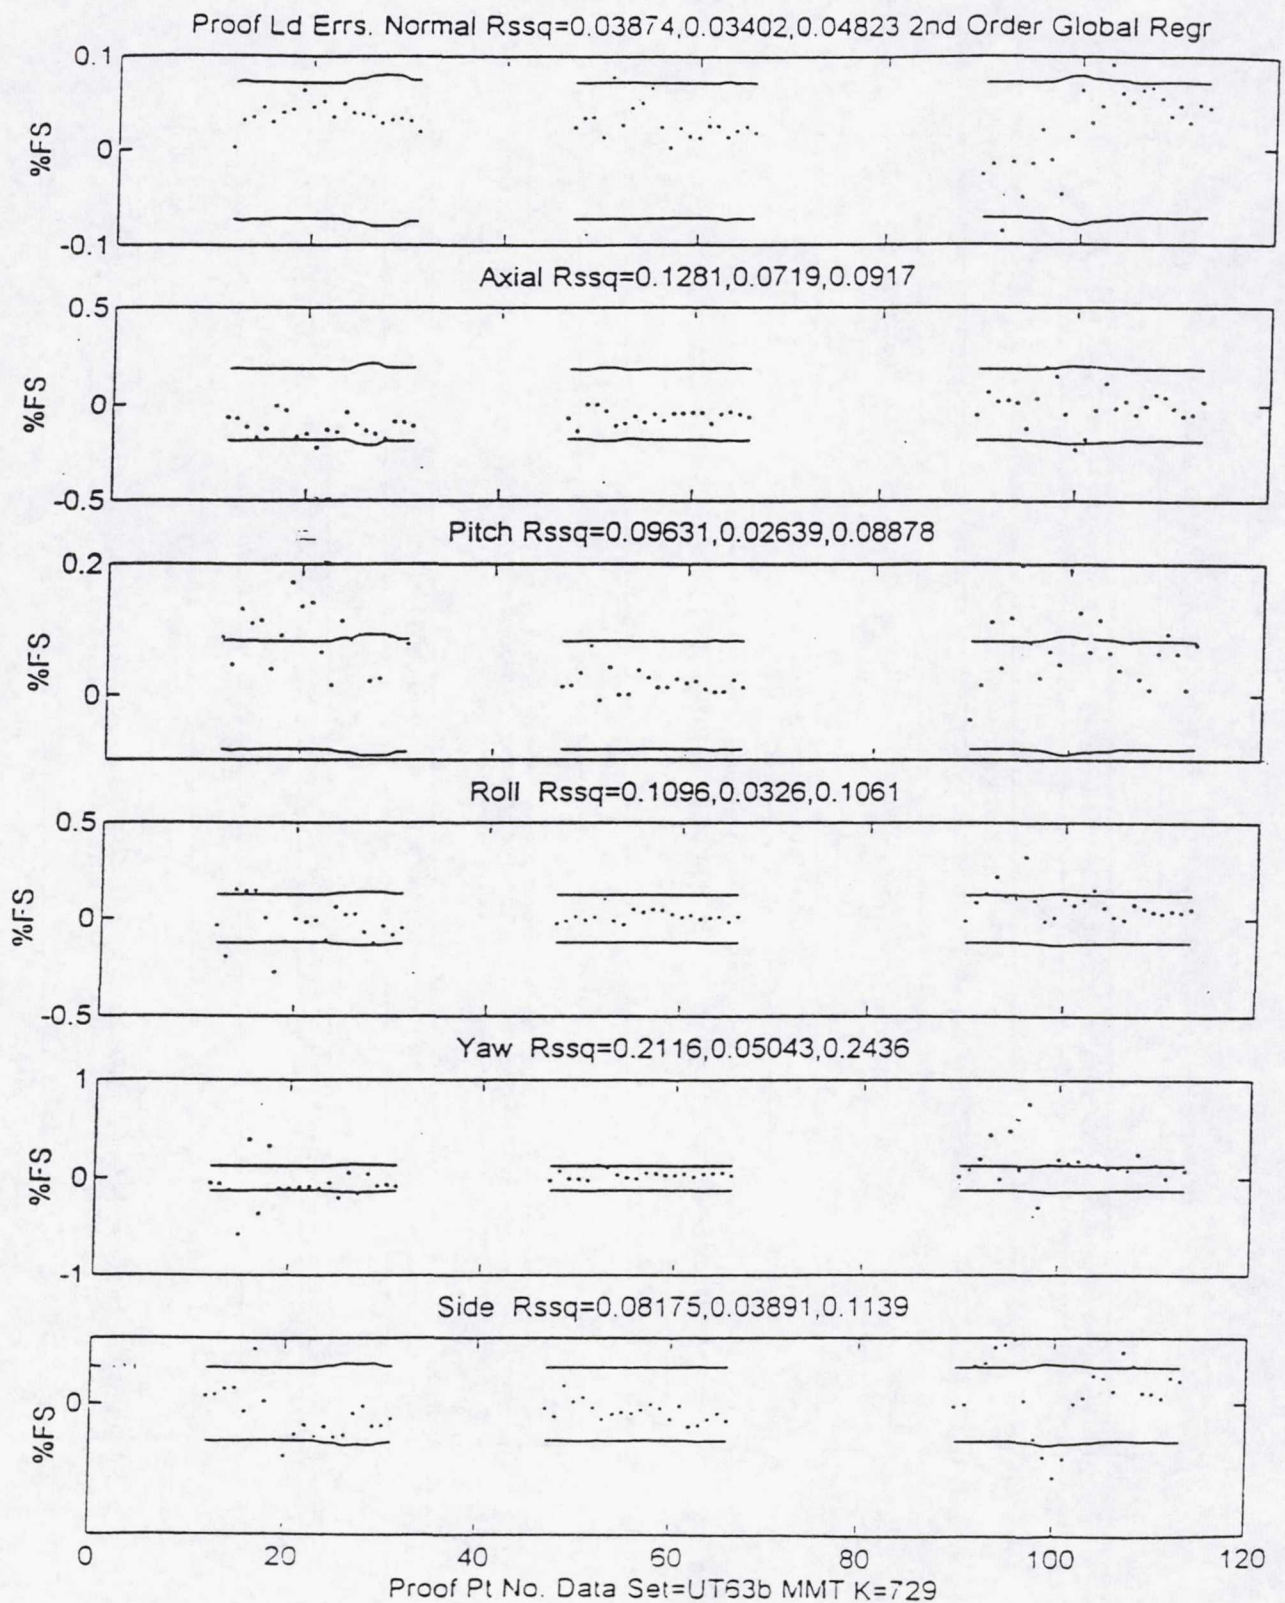 Proof Ld Errs. Normal Rssq=0.03874,0.03402,0.04823 2nd Order Global Regr
0.1
%FS
0
-0.1
Axial Rssq=0.1281,0.0719,0.0917
0.5
%FS
0
-0.5
Pitch Rssq=0.09631,0.02639,0.08878
0.2
%FS
0
Roll Rssq=0.1096,0.0326,0.1061
0.5
%FS
0
-0.5
Yaw Rssq=0.2116,0.05043,0.2436
1
%FS
0
-1
Side Rssq=0.08175,0.03891,0.1139
0
%FS
0 20 40 60 80 100 120
Proof Pt No. Data Set=UT63b MMT K=729